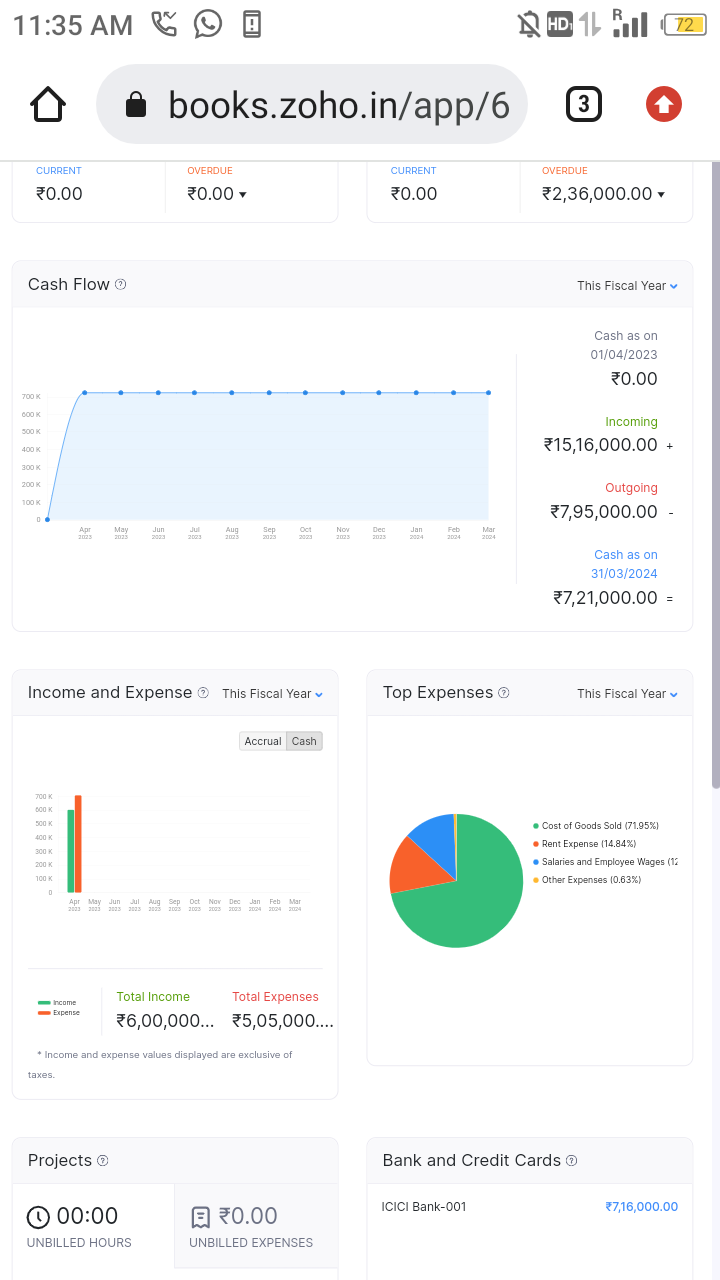 11:35 AM
HD
R
72
books.zoho.in/app/6
3
CURRENT OVERDUE CURRENT OVERDUE
₹0.00 ₹0.00 ₹0.00 ₹2,36,000.00
Cash Flow This Fiscal Year
Cash as on
01/04/2023
₹0.00
Incoming
₹15,16,000.00 +
Outgoing
₹7,95,000.00 -
Cash as on
31/03/2024
₹7,21,000.00 =
700 K
600 K
500 K
400 K
300 K
200 K
100 K
0
Apr May Jun Jul Aug Sep Oct Nov Dec Jan Feb Mar
2023 2023 2023 2023 2023 2023 2023 2023 2023 2024 2024 2024
Income and Expense This Fiscal Year
Accrual Cash
700 K
600 K
500 K
400 K
300 K
200 K
100 K
0
Apr May Jun Jul Aug Sep Oct Nov Dec Jan Feb Mar
2023 2023 2023 2023 2023 2023 2023 2023 2023 2024 2024 2024
Income
Expense
Total Income Total Expenses
₹6,00,000... ₹5,05,000....
* Income and expense values displayed are exclusive of
taxes.
Top Expenses This Fiscal Year
Cost of Goods Sold (71.95%)
Rent Expense (14.84%)
Salaries and Employee Wages (12
Other Expenses (0.63%)
Projects
00:00 ₹0.00
UNBILLED HOURS UNBILLED EXPENSES
Bank and Credit Cards
ICICI Bank-001 ₹7,16,000.00